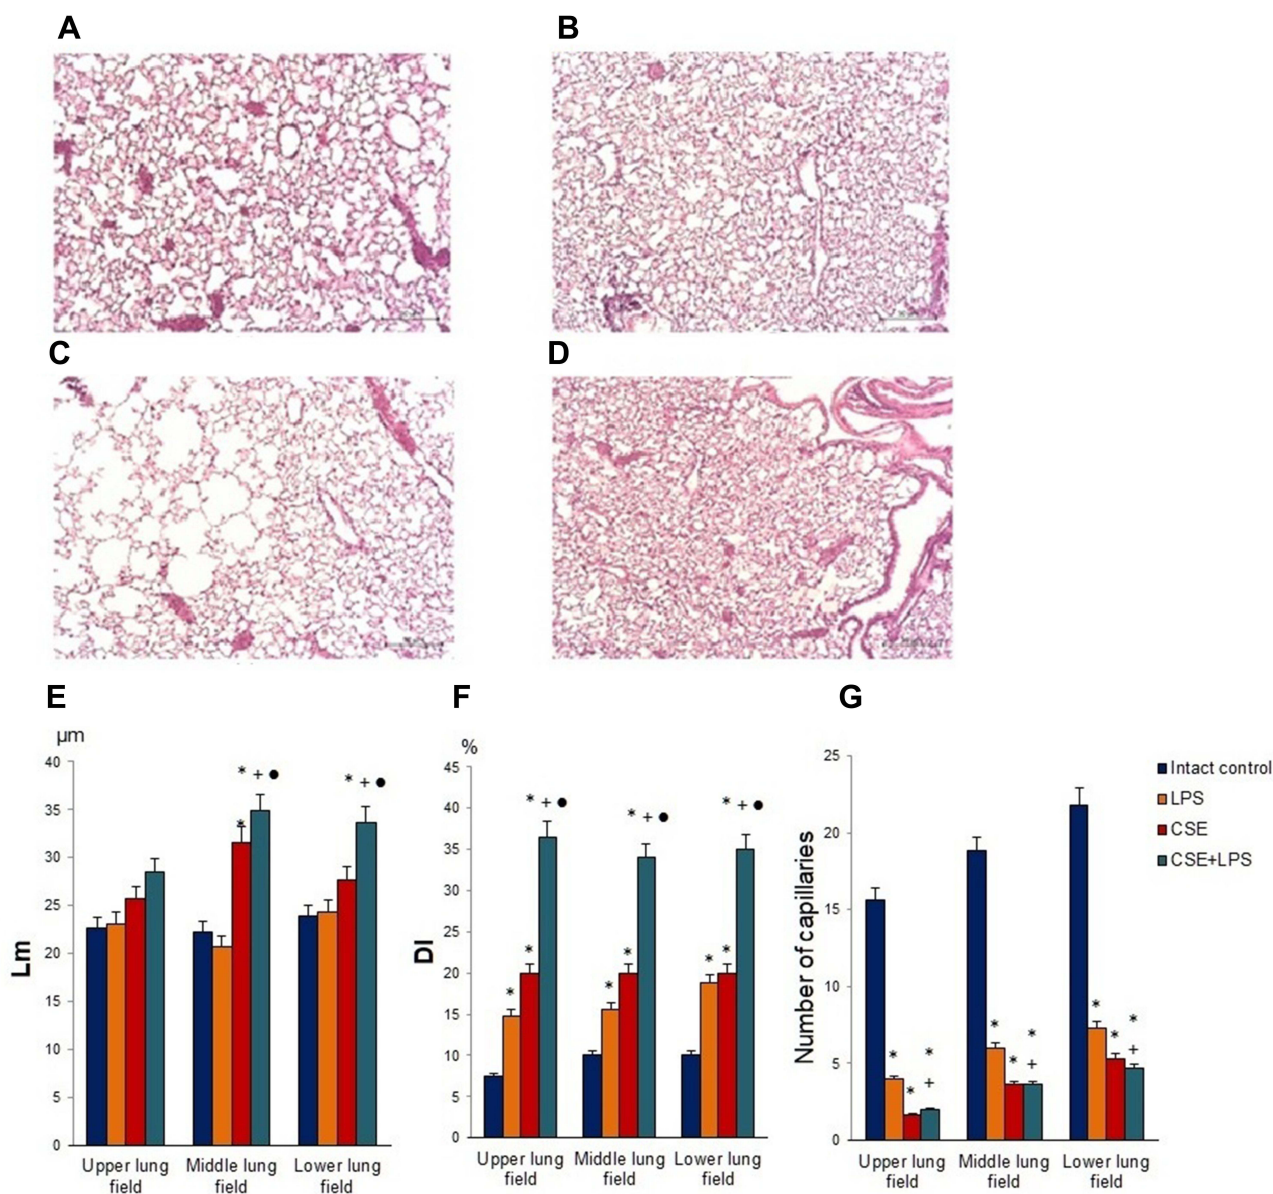 A
B
C
D
E
F
G
µm
40
35
30
25
20
15
10
5
0
Lm
* + ●
*
* + ●
Upper lung field
Middle lung field
Lower lung field
%
45
40
35
30
25
20
15
10
5
0
DI
* + ●
* + ●
* + ●
* *
* *
* *
Upper lung field
Middle lung field
Lower lung field
25
20
15
10
5
0
Number of capillaries
* * * +
* * * +
* * * +
Upper lung field
Middle lung field
Lower lung field
Intact control
LPS
CSE
CSE+LPS